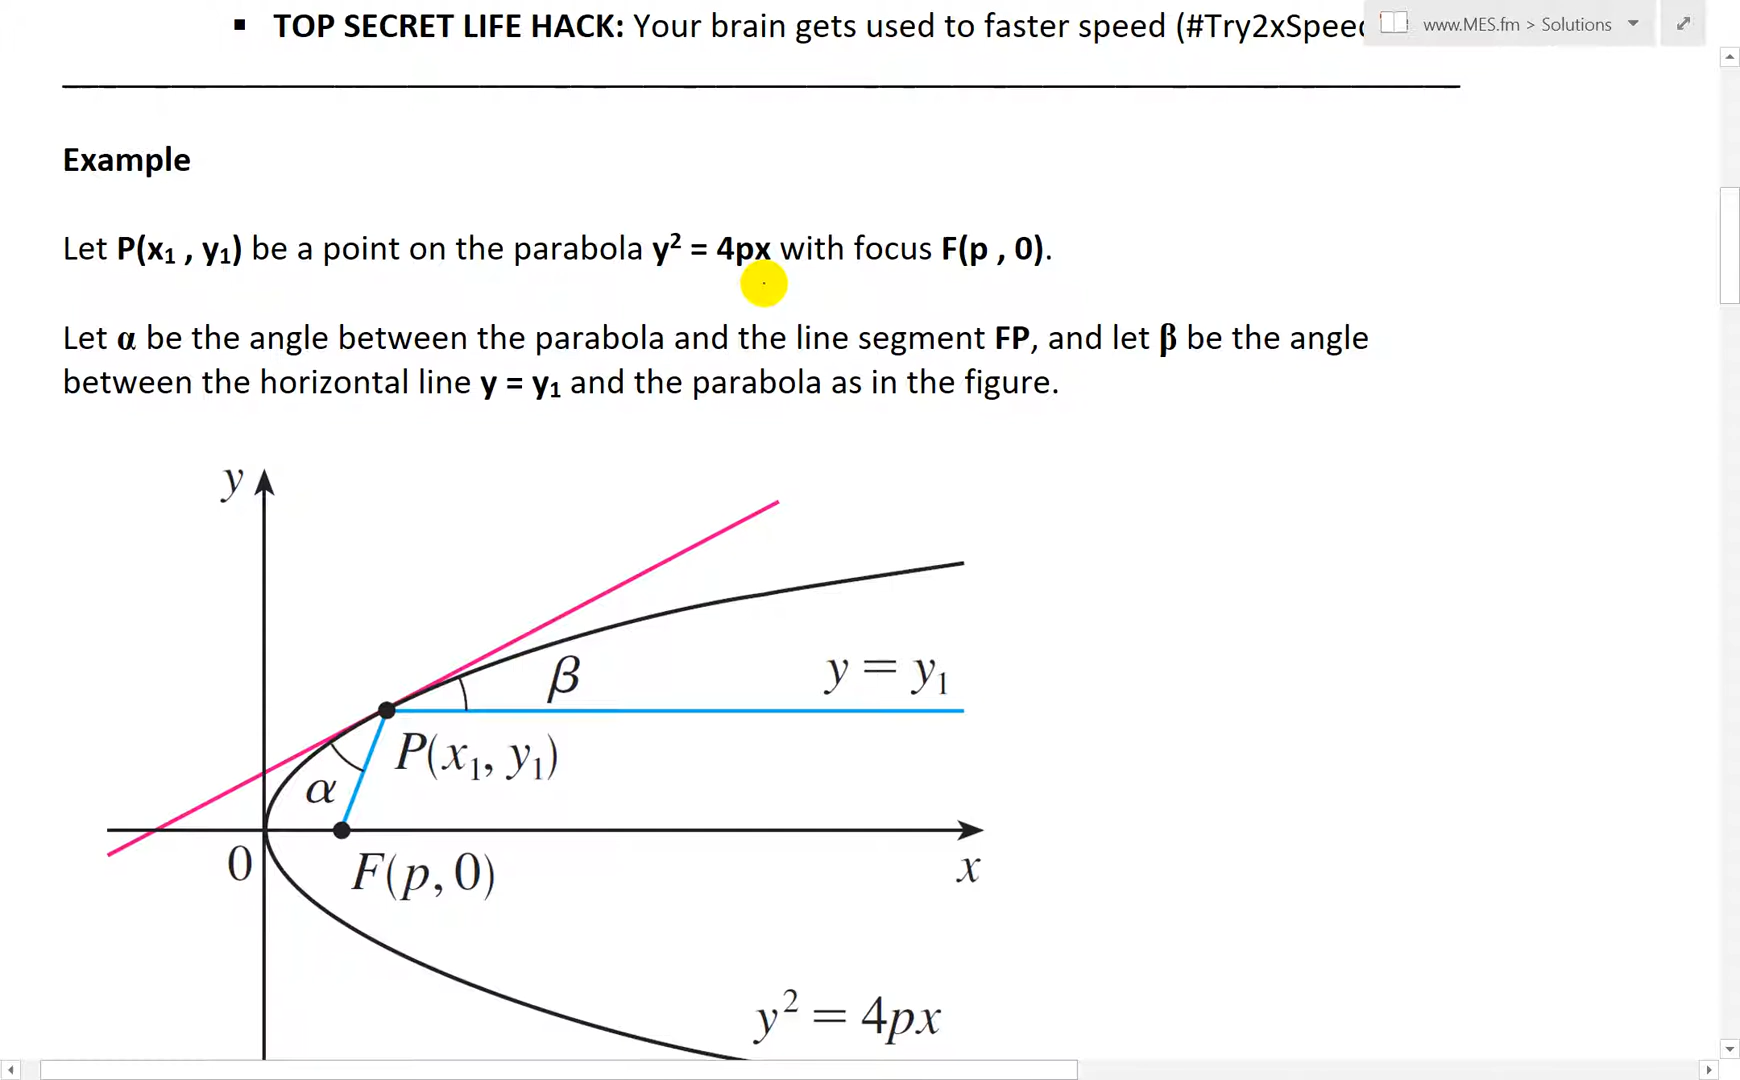 ▪ TOP SECRET LIFE HACK: Your brain gets used to faster speed (#Try2xSpeed
www.MES.fm > Solutions
Example
Let P(x₁ , y₁) be a point on the parabola y² = 4px with focus F(p , 0).
Let α be the angle between the parabola and the line segment FP, and let β be the angle
between the horizontal line y = y₁ and the parabola as in the figure.
y
β
y = y₁
P(x₁, y₁)
α
0
F(p, 0)
x
y² = 4px